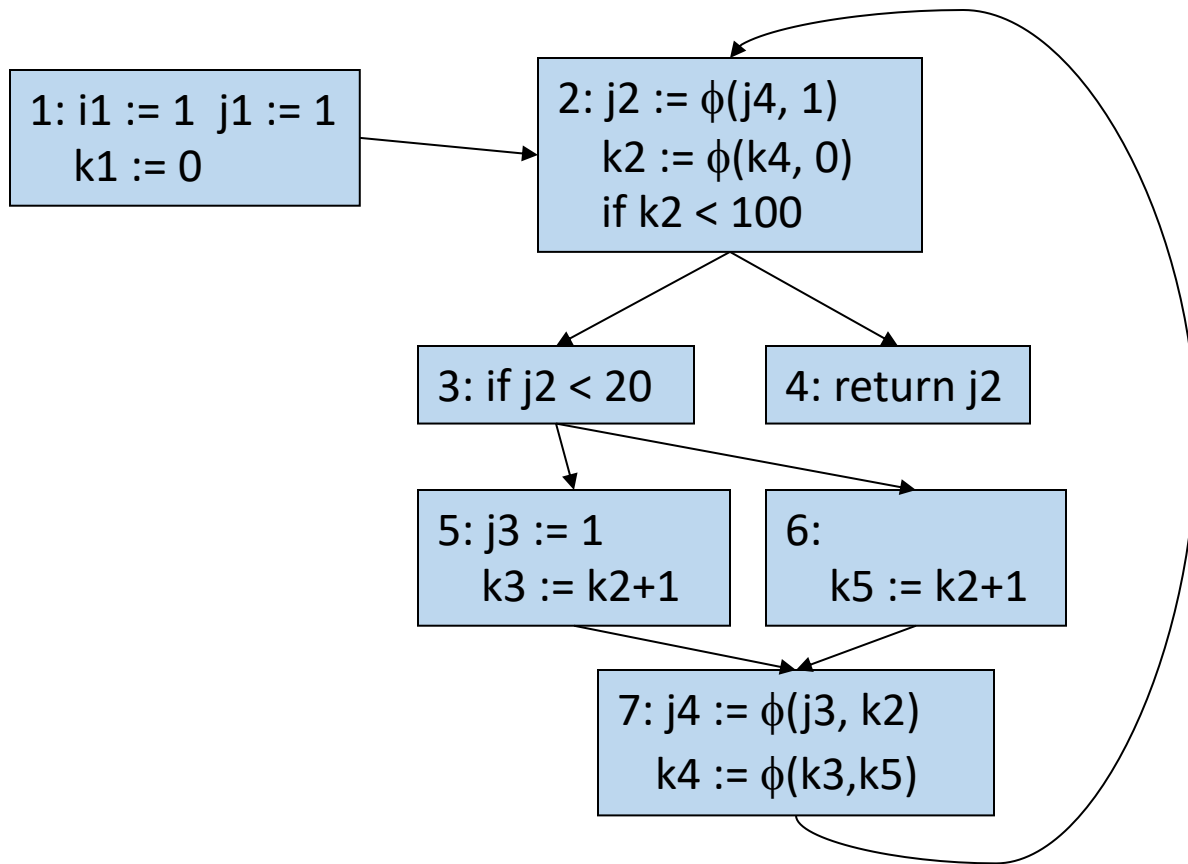 1: i1 := 1 j1 := 1
k1 := 0
2: j2 := ϕ(j4, 1)
k2 := ϕ(k4, 0)
if k2 < 100
3: if j2 < 20
4: return j2
5: j3 := 1
k3 := k2+1
6:
k5 := k2+1
7: j4 := ϕ(j3, k2)
k4 := ϕ(k3,k5)